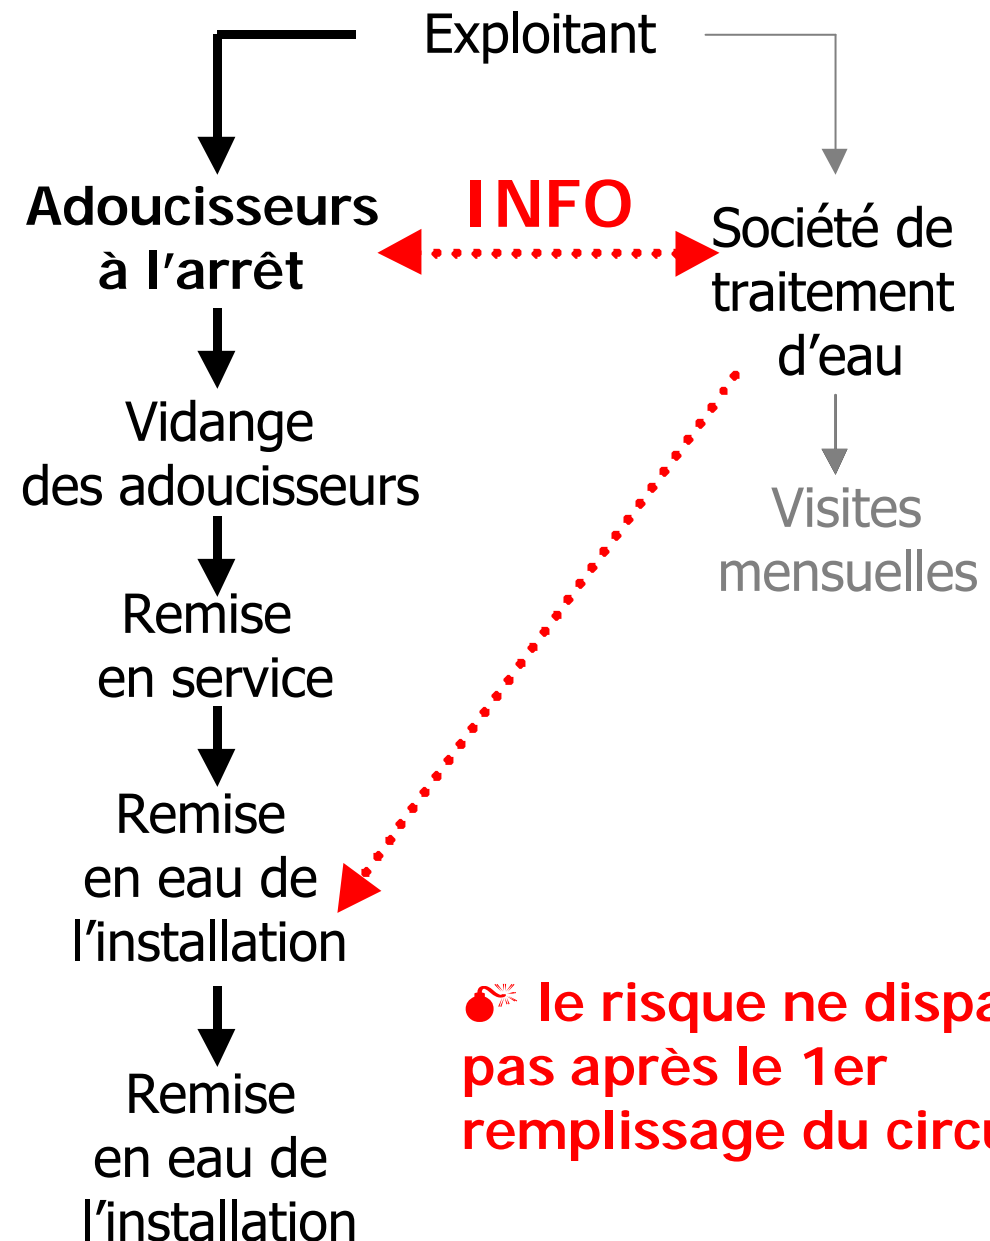 Exploitant
Adoucisseurs
à l’arrêt
INFO
Société de
traitement
d’eau
Vidange
des adoucisseurs
Visites
mensuelles
Remise
en service
Remise
en eau de
l’installation
le risque ne
pas après le 1er
remplissage du
Remise
en eau de
l’installation